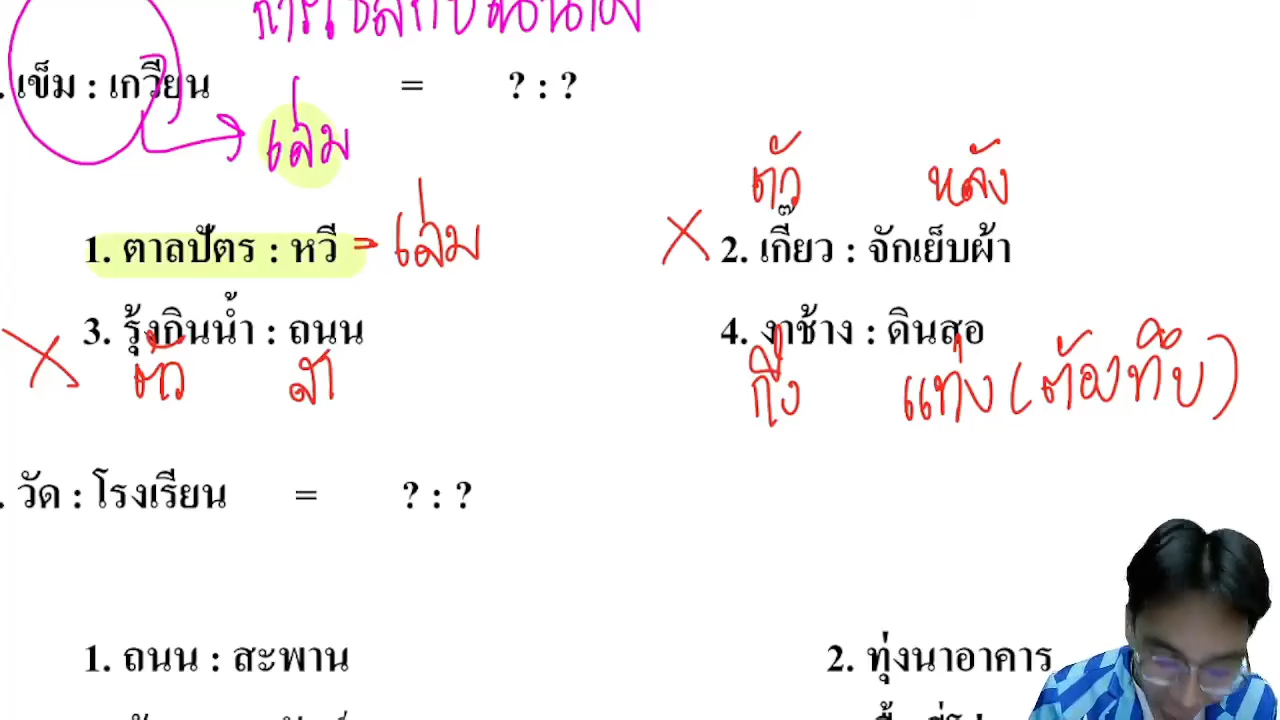 . เข็ม : เกวียน = ? : ?
เล่ม
ตัว หลัง
1. ตาลปัตร : หวี = เล่ม
× 2. เกี๊ยว : จักเย็บผ้า
× 3. รุ้งกินน้ำ : ถนน
4. งาช้าง : ดินสอ
ตัว สา
กิ่ง แท่ง (ต้องทึบ)
. วัด : โรงเรียน = ? : ?
1. ถนน : สะพาน
2. ทุ่งนาอาคาร